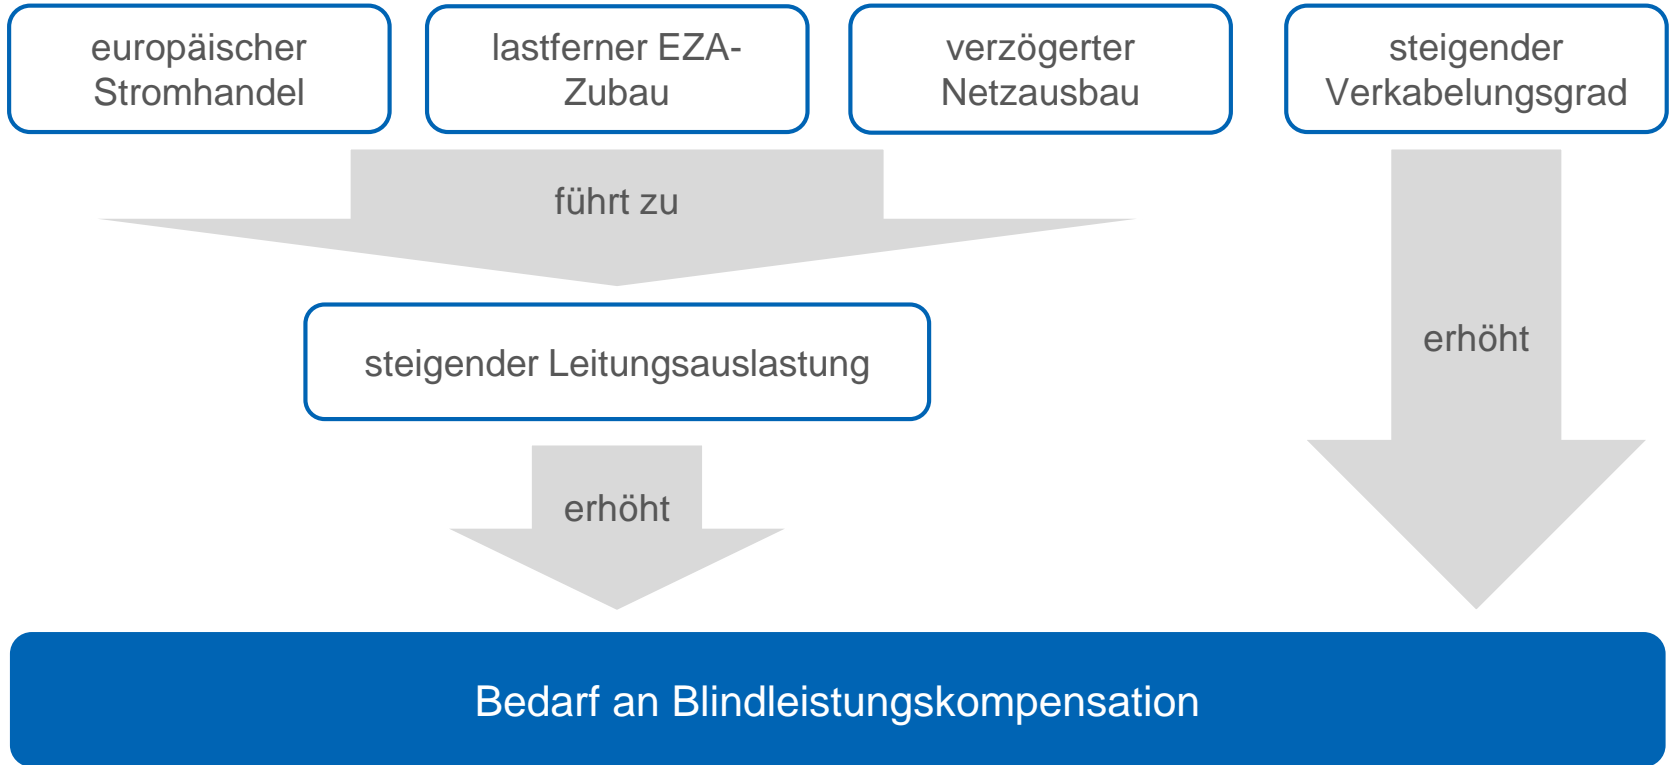 europäischer
Stromhandel
lastferner EZA-
Zubau
verzögerter
Netzausbau
steigender
Verkabelungsgrad
führt zu
steigender Leitungsauslastung
erhöht
erhöht
Bedarf an Blindleistungskompensation